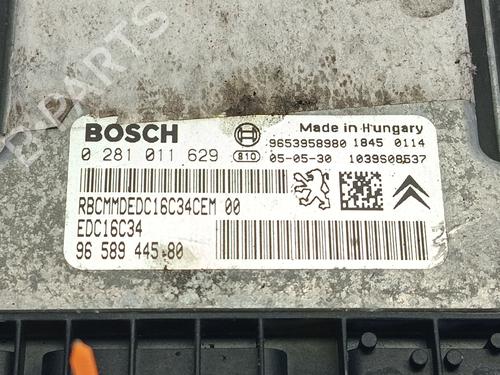 BOSCH
Made in Hungary
0 281 011 629
810
9653958980 1845 0114
05-05-30 1039S08537
RBCMMDEDC16C34CEM 00
EDC16C34
96 589 445 80
B-PARTS